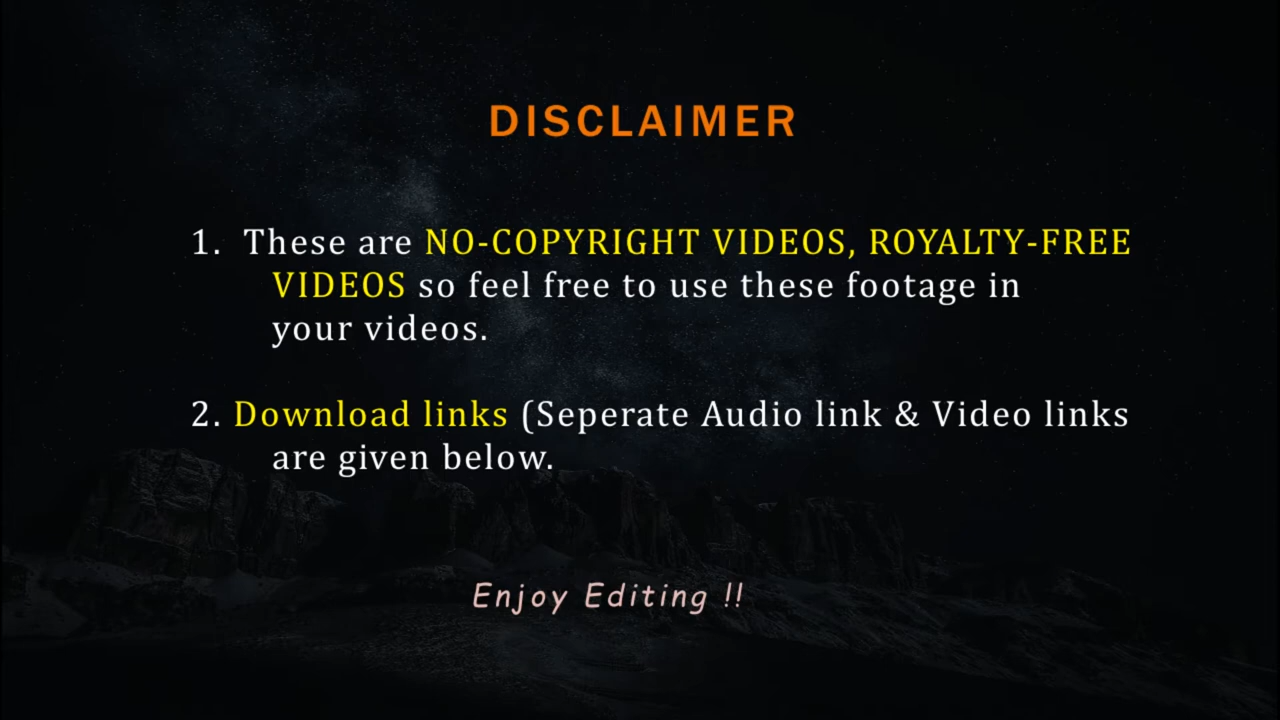 DISCLAIMER
1. These are NO-COPYRIGHT VIDEOS, ROYALTY-FREE
VIDEOS so feel free to use these footage in
your videos.
2. Download links (Seperate Audio link & Video links
are given below.
Enjoy Editing !!